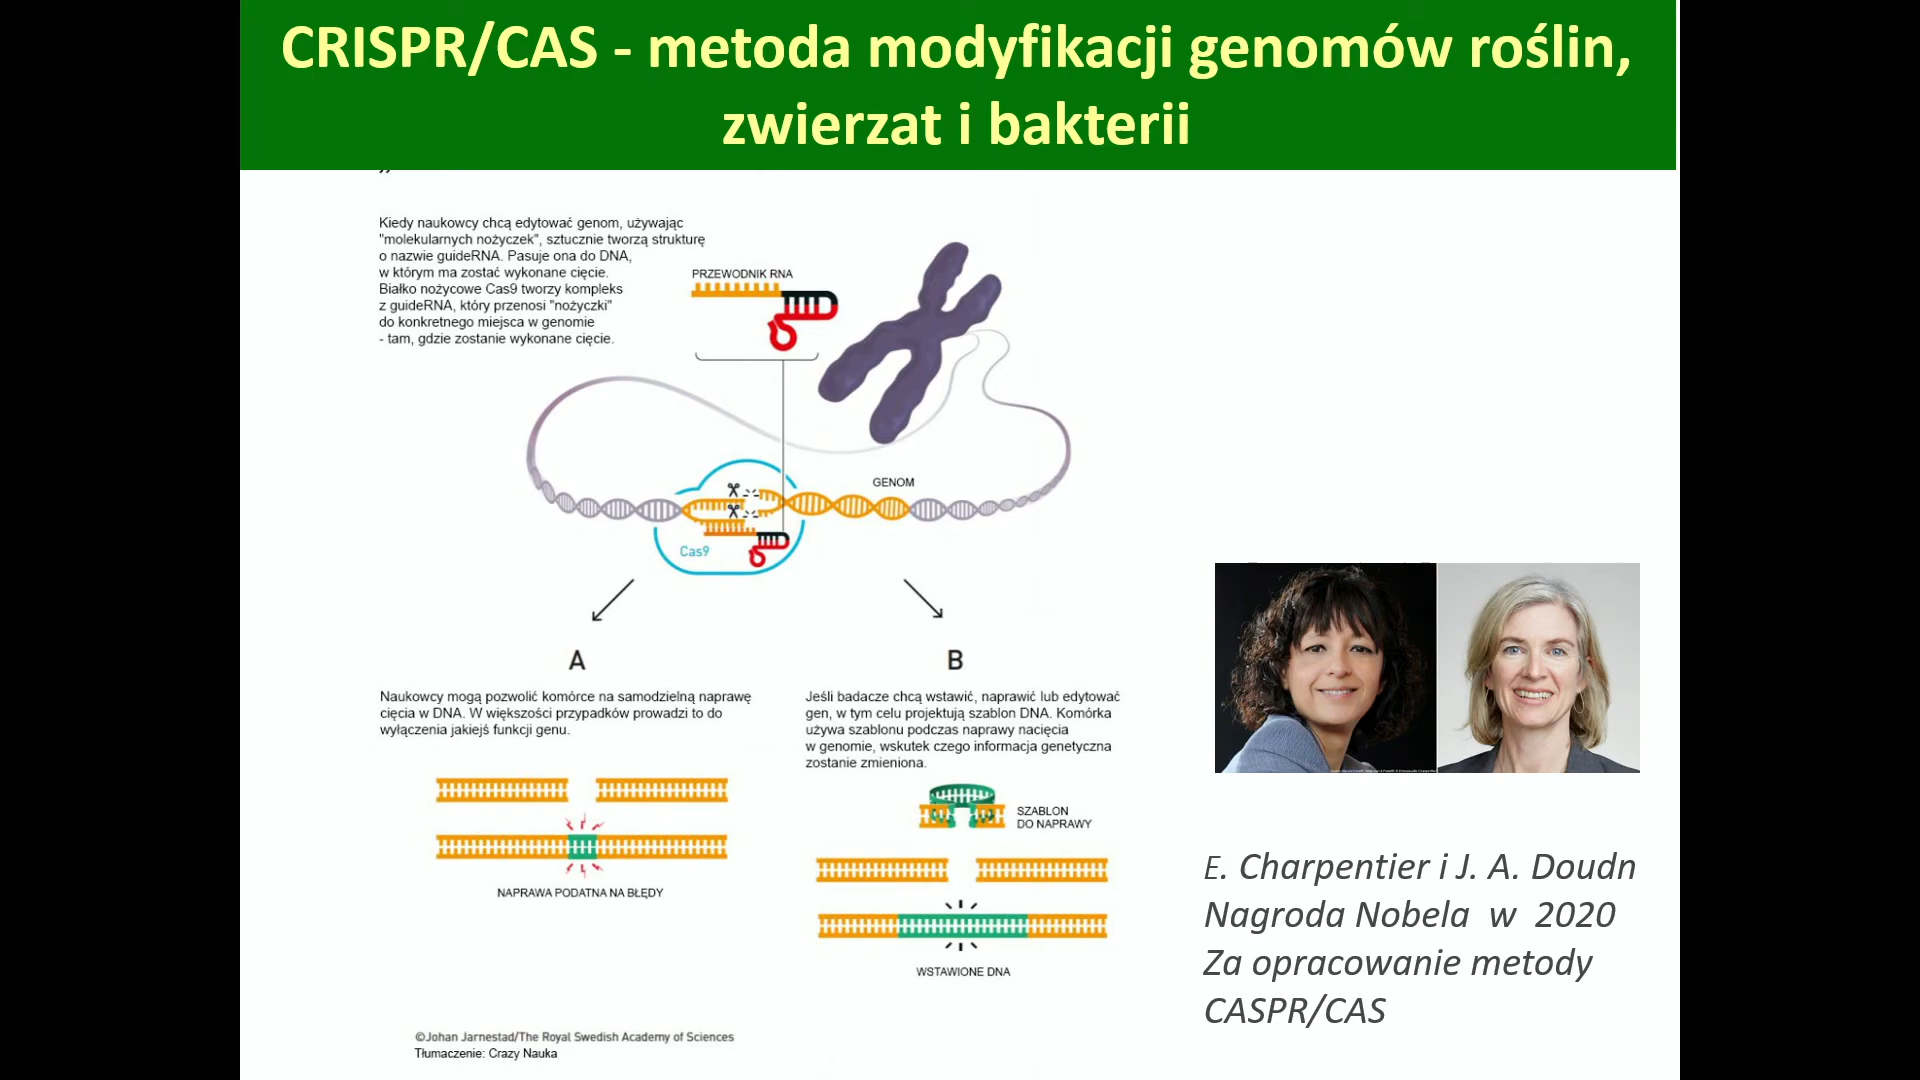 CRISPR/CAS - metoda modyfikacji genomów roślin,
zwierzat i bakterii
Kiedy naukowcy chcą edytować genom, używając
"molekularnych nożyczek", sztucznie tworzą strukturę
o nazwie guideRNA. Pasuje ona do DNA,
w którym ma zostać wykonane cięcie.
Białko nożycowe Cas9 tworzy kompleks
z guideRNA, który przenosi "nożyczki"
do konkretnego miejsca w genomie
- tam, gdzie zostanie wykonane cięcie.
PRZEWODNIK RNA
GENOM
Cas9
A
Naukowcy mogą pozwolić komórce na samodzielną naprawę
cięcia w DNA. W większości przypadków prowadzi to do
wyłączenia jakiejś funkcji genu.
NAPRAWA PODATNA NA BŁĘDY
B
Jeśli badacze chcą wstawić, naprawić lub edytować
gen, w tym celu projektują szablon DNA. Komórka
używa szablonu podczas naprawy nacięcia
w genomie, wskutek czego informacja genetyczna
zostanie zmieniona.
SZABLON
DO NAPRAWY
WSTAWIONE DNA
E. Charpentier i J. A. Doudn
Nagroda Nobela w 2020
Za opracowanie metody
CASPR/CAS
©Johan Jarnestad/The Royal Swedish Academy of Sciences
Tłumaczenie: Crazy Nauka